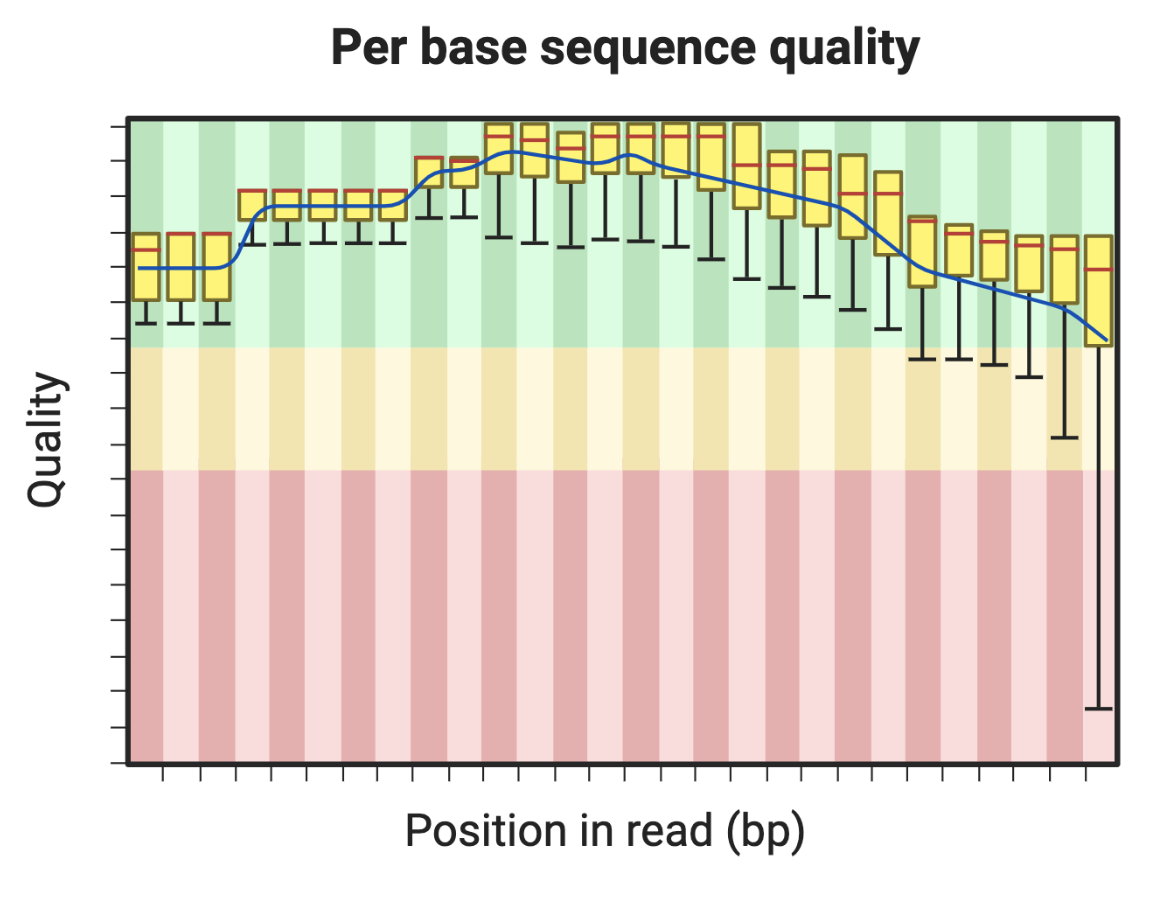 Per base sequence quality
Quality
Position in read (bp)